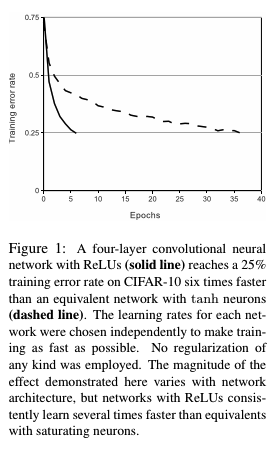 0.75
0.5
0.25
0
Training error rate
0 5 10 15 20 25 30 35 40
Epochs
Figure 1: A four-layer convolutional neural
network with ReLUs (solid line) reaches a 25%
training error rate on CIFAR-10 six times faster
than an equivalent network with tanh neurons
(dashed line). The learning rates for each net-
work were chosen independently to make train-
ing as fast as possible. No regularization of
any kind was employed. The magnitude of the
effect demonstrated here varies with network
architecture, but networks with ReLUs consis-
tently learn several times faster than equivalents
with saturating neurons.